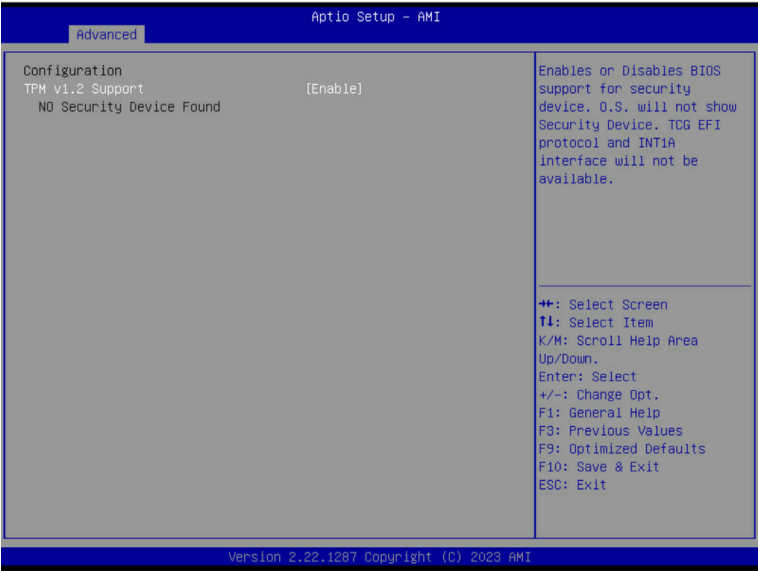 Aptio Setup – AMI
Advanced
Configuration
TPM v1.2 Support [Enable]
NO Security Device Found
Enables or Disables BIOS
support for security
device. O.S. will not show
Security Device. TCG EFI
protocol and INT1A
interface will not be
available.
→←: Select Screen
↑↓: Select Item
K/M: Scroll Help Area
Up/Down.
Enter: Select
+/-: Change Opt.
F1: General Help
F3: Previous Values
F9: Optimized Defaults
F10: Save & Exit
ESC: Exit
Version 2.22.1287 Copyright (C) 2023 AMI